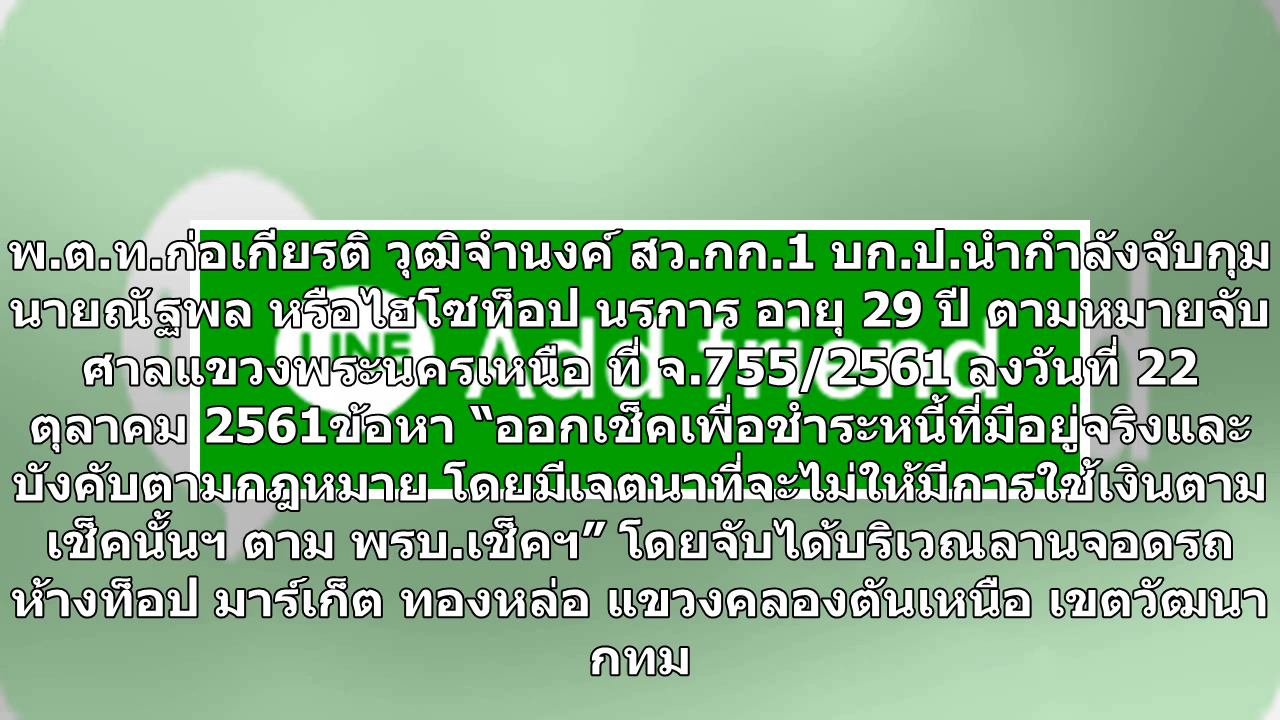 พ.ต.ท.ก่อเกียรติ วุฒิจำนงค์ สว.กก.1 บก.ป.นำกำลังจับกุม
นายณัฐพล หรือไฮโซท็อป นรการ อายุ 29 ปี ตามหมายจับ
ศาลแขวงพระนครเหนือ ที่ จ.755/2561 ลงวันที่ 22
ตุลาคม 2561ข้อหา “ออกเช็คเพื่อชำระหนี้ที่มีอยู่จริงและ
บังคับตามกฎหมาย โดยมีเจตนาที่จะไม่ให้มีการใช้เงินตาม
เช็คนั้นฯ ตาม พรบ.เช็คฯ” โดยจับได้บริเวณลานจอดรถ
ห้างท็อป มาร์เก็ต ทองหล่อ แขวงคลองตันเหนือ เขตวัฒนา
กทม
LINE Add friend